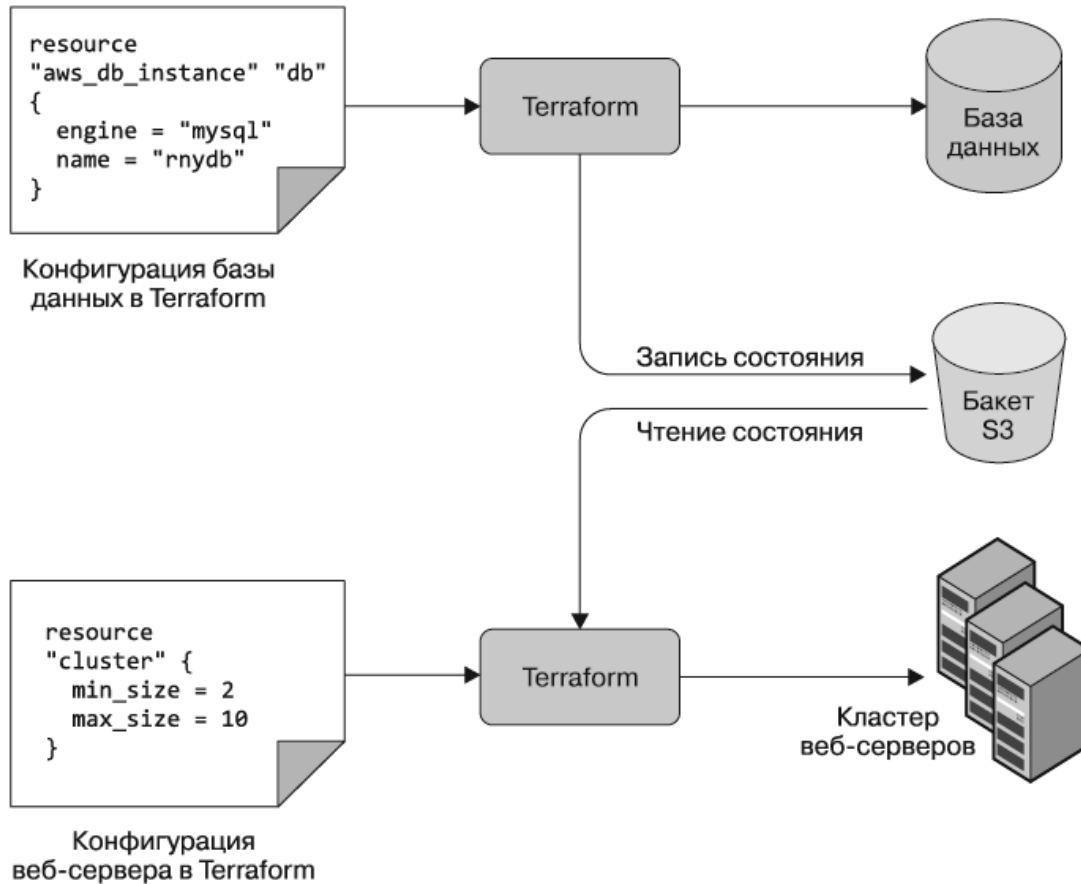 resource
"aws_db_instance" "db"
{
  engine = "mysql"
  name = "rnydb"
}
Конфигурация базы
данных в Terraform
Terraform
База
данных
Запись состояния
Чтение состояния
Бакет
S3
resource
"cluster" {
  min_size = 2
  max_size = 10
}
Конфигурация
веб-сервера в Terraform
Terraform
Кластер
веб-серверов